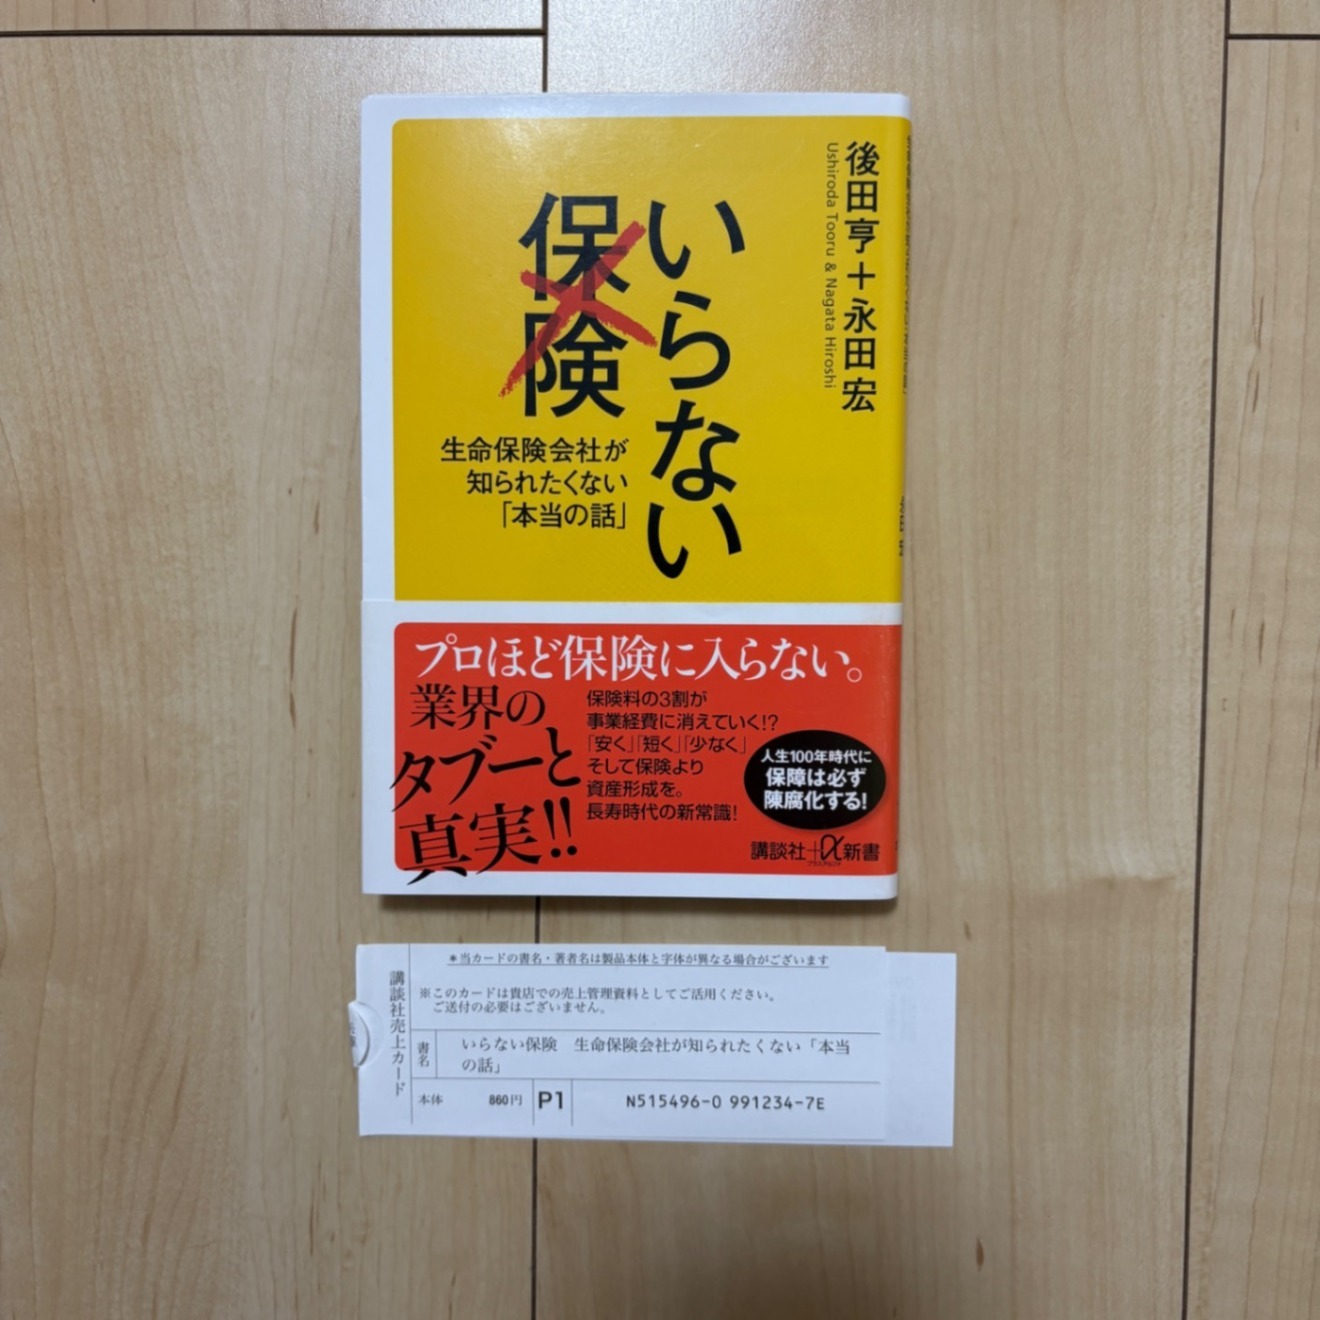 後田亨+永田宏
Ushiroda Tooru & Nagata Hiroshi
いらない
保険
生命保険会社が
知られたくない
「本当の話」
プロほど保険に入らない。
業界の
タブーと
真実!!
保険料の3割が
事業経費に消えていく!?
「安く」「短く」「少なく」
そして保険より
資産形成を。
長寿時代の新常識!
人生100年時代に
保障は必ず
陳腐化する!
講談社+α新書
プラスアルファ
講談社売上カード
*当カードの書名・著者名は製品本体と字体が異なる場合がございます
※このカードは貴店での売上管理資料としてご活用ください。
ご送付の必要はございません。
書名
いらない保険 生命保険会社が知られたくない「本当
の話」
本体 860円 P1 N515496-0 991234-7E